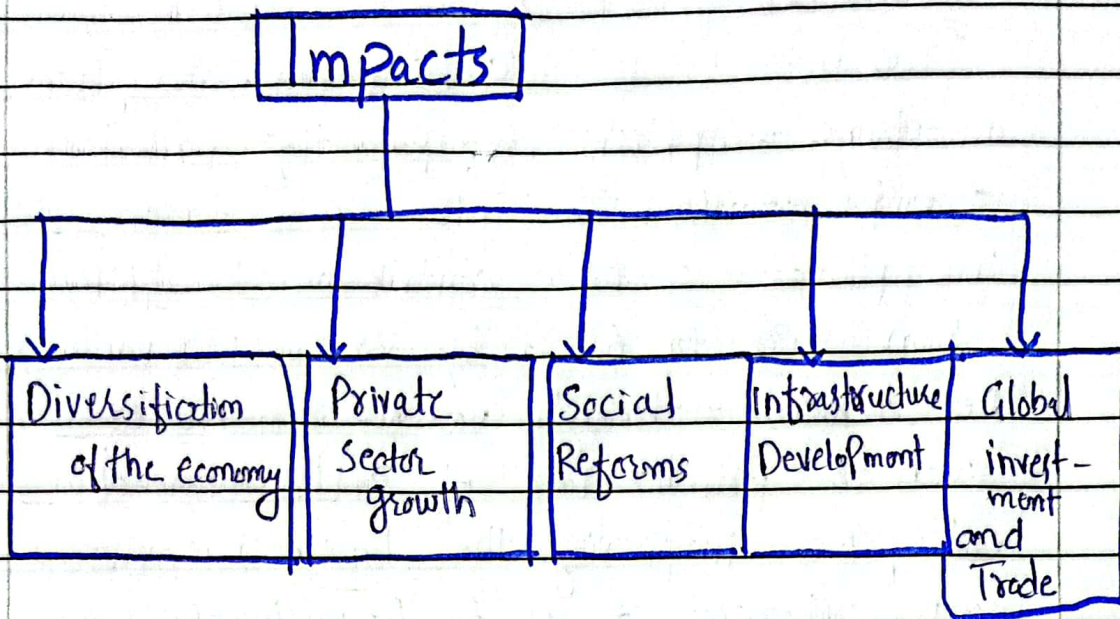 Impacts
Diversification
of the economy
Private
Sector
growth
Social
Reforms
Infrastructure
Development
Global
invest-
ment
and
Trade